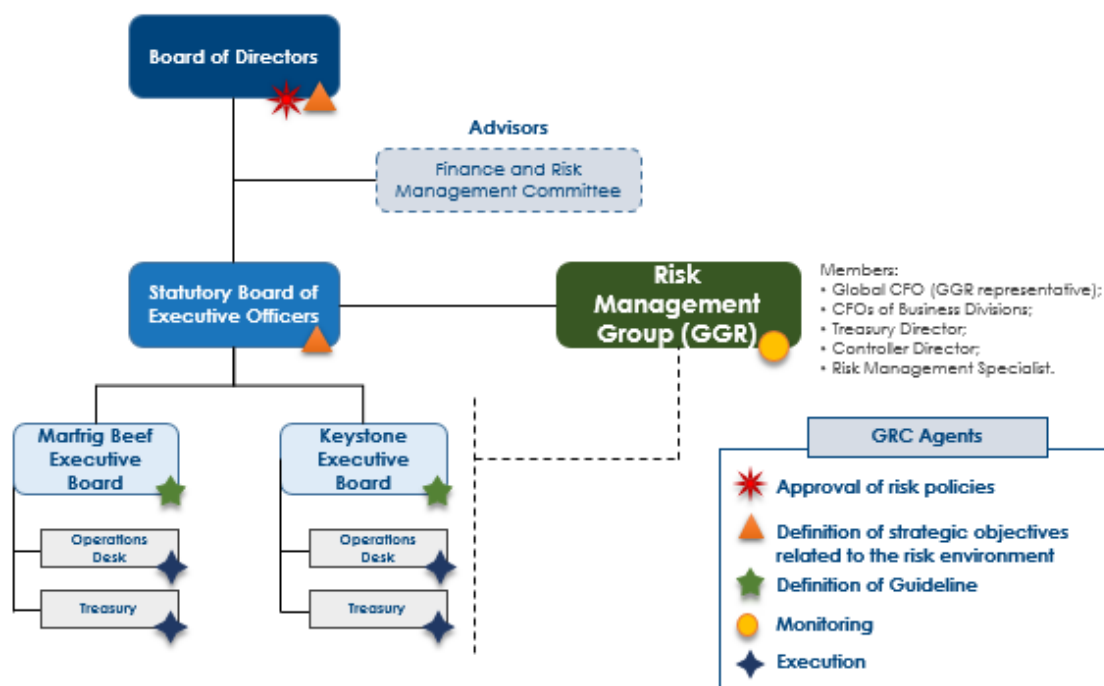 Board of Directors
Advisors
Finance and Risk
Management Committee
Statutory Board of
Executive Officers
Risk
Management
Group (GGR)
Members:
• Global CFO (GGR representative);
• CFOs of Business Divisions;
• Treasury Director;
• Controller Director;
• Risk Management Specialist.
Marfrig Beef
Executive
Board
Operations
Desk
Treasury
Keystone
Executive
Board
Operations
Desk
Treasury
GRC Agents
Approval of risk policies
Definition of strategic objectives
related to the risk environment
Definition of Guideline
Monitoring
Execution